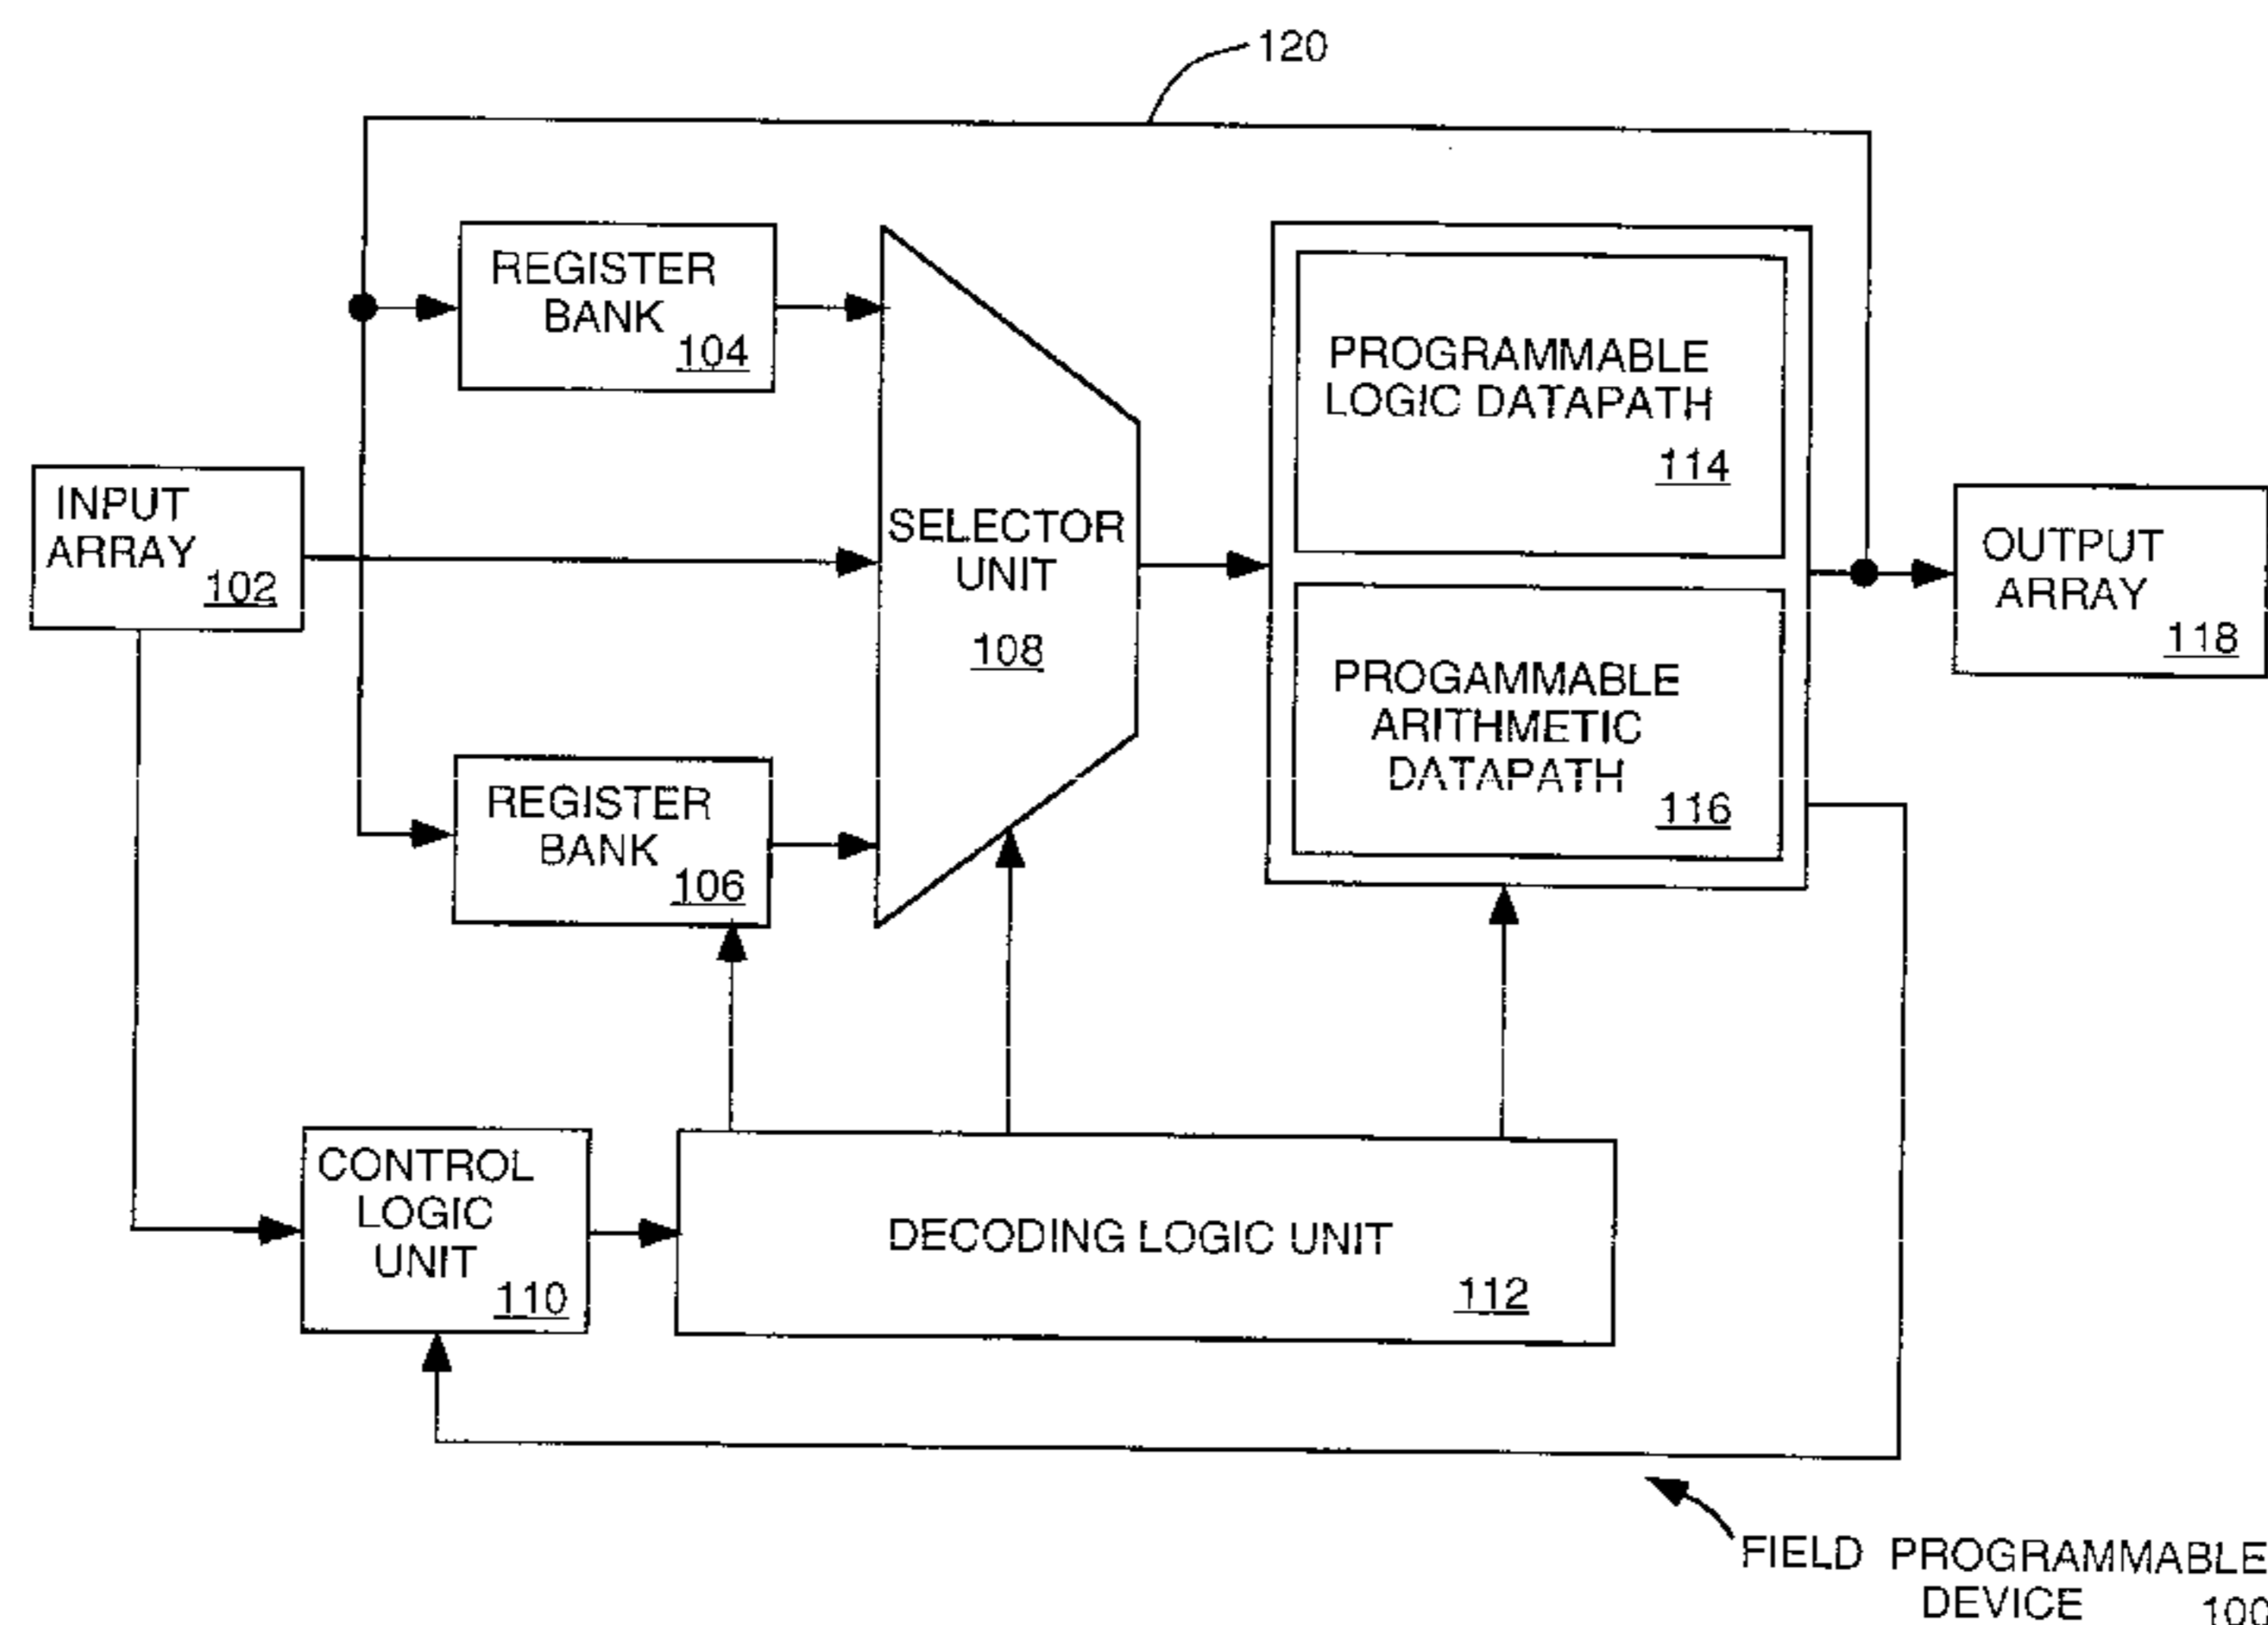 120
REGISTER
BANK
104
PROGRAMMABLE
LOGIC DATAPATH
114
INPUT
ARRAY
102
SELECTOR
UNIT
108
OUTPUT
ARRAY
118
PROGAMMABLE
ARITHMETIC
DATAPATH
116
REGISTER
BANK
106
CONTROL
LOGIC
UNIT
110
DECODING LOGIC UNIT
112
FIELD PROGRAMMABLE
DEVICE 100